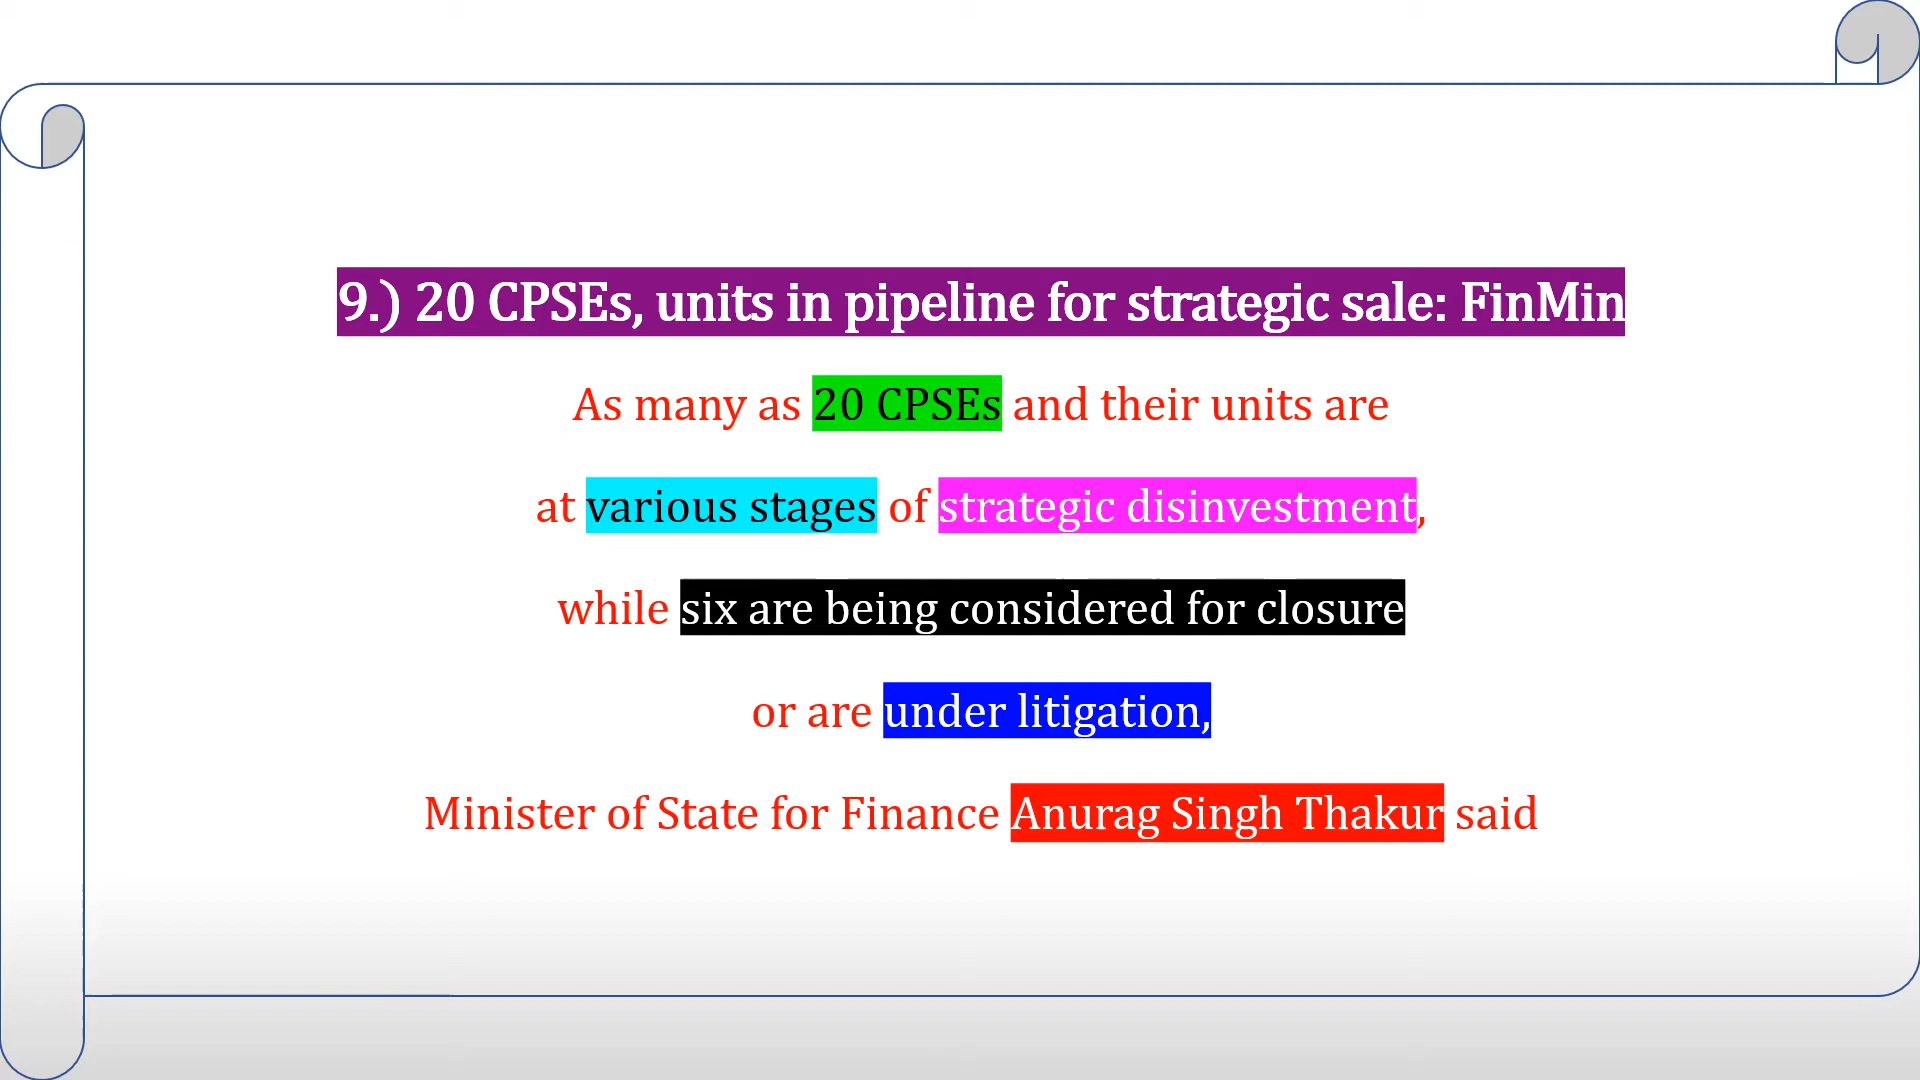 9.) 20 CPSEs, units in pipeline for strategic sale: FinMin
As many as 20 CPSEs and their units are
at various stages of strategic disinvestment,
while six are being considered for closure
or are under litigation,
Minister of State for Finance Anurag Singh Thakur said